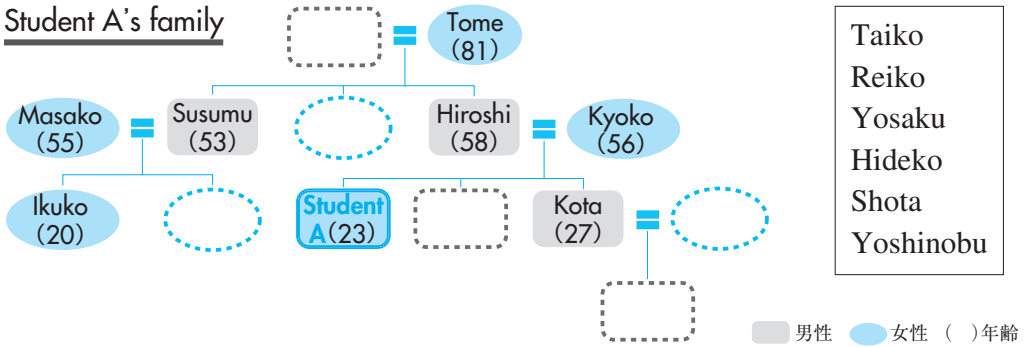 Student A's family
Tome
(81)
Masako
(55)
Susumu
(53)
Hiroshi
(58)
Kyoko
(56)
Ikuko
(20)
Student
A(23)
Kota
(27)
Taiko
Reiko
Yosaku
Hideko
Shota
Yoshinobu
男性 女性 ( )年齢